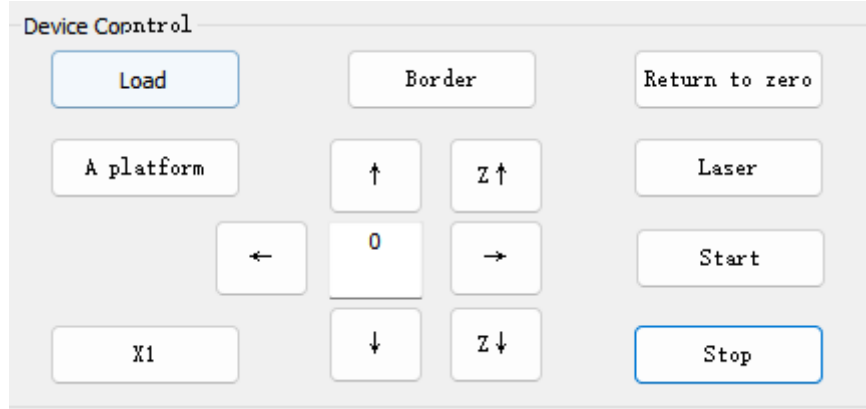 Device Copntrol
Load Border Return to zero
A platform ↑ Z↑ Laser
← 0 → Start
X1 ↓ Z↓ Stop